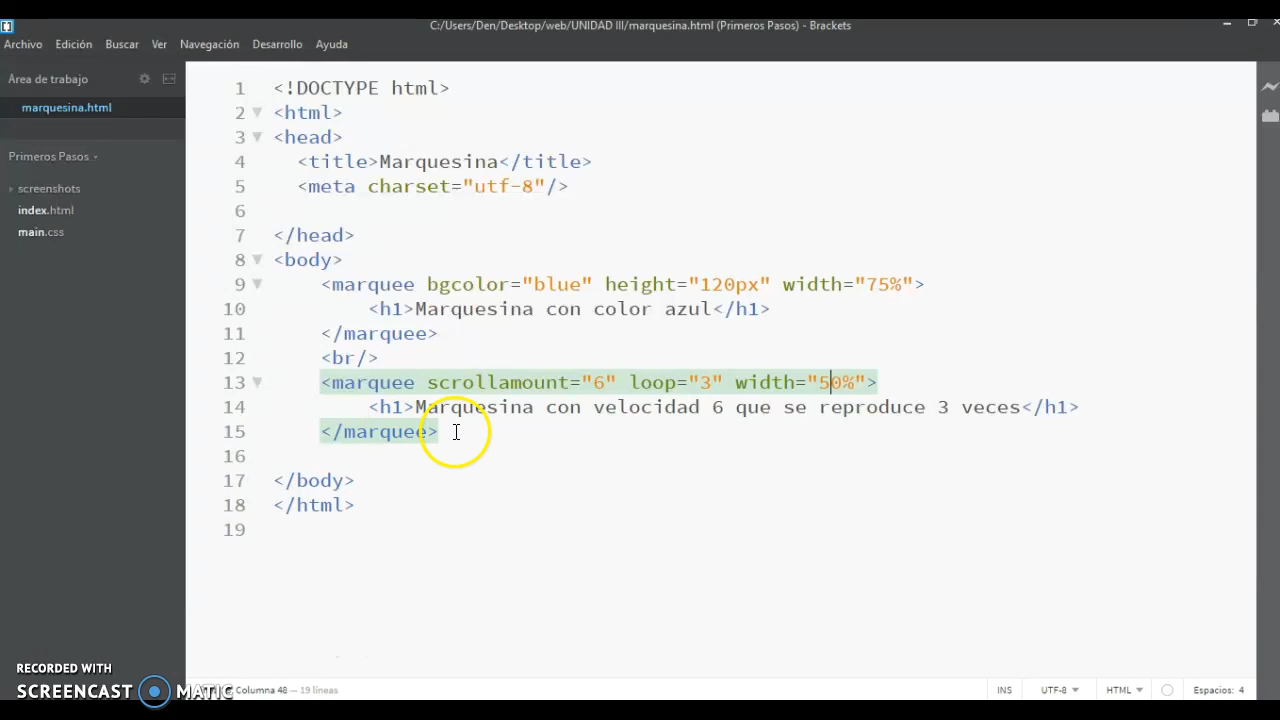 C:/Users/Den/Desktop/web/UNIDAD III/marquesina.html (Primeros Pasos) - Brackets
Archivo Edición Buscar Ver Navegación Desarrollo Ayuda
Área de trabajo
marquesina.html
Primeros Pasos
screenshots
index.html
main.css
1 <!DOCTYPE html>
2 <html>
3 <head>
4 <title>Marquesina</title>
5 <meta charset="utf-8"/>
6
7 </head>
8 <body>
9 <marquee bgcolor="blue" height="120px" width="75%">
10 <h1>Marquesina con color azul</h1>
11 </marquee>
12 <br/>
13 <marquee scrollamount="6" loop="3" width="50%">
14 <h1>Marquesina con velocidad 6 que se reproduce 3 veces</h1>
15 </marquee>
16
17 </body>
18 </html>
19
RECORDED WITH
SCREENCAST MATIC
Columna 48 — 19 líneas
INS UTF-8 HTML Espacios: 4